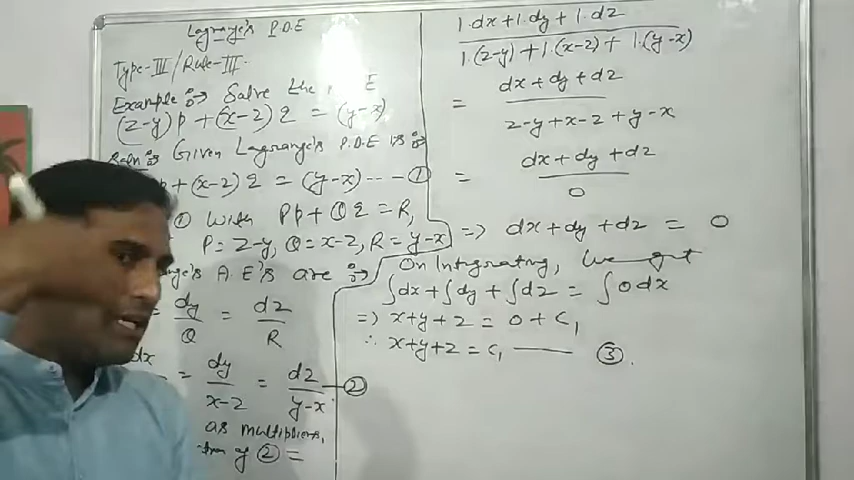 Lagrange's P.D.E
Type-III/Rule-III.
Example :→ Solve the E
(z-y)p + (x-z)q = (y-x)
Soln :→ Given Lagrange's P.D.E is :→
p + (x-z)q = (y-x) --- ①
① with Pp + Qq = R,
P = z-y, Q = x-z, R = y-x
A.E's are :→
= dy/Q = dz/R
dx = dy/x-z = dz/y-x — ②
as multipliers,
of ② =
1.dx+1.dy+1.dz / 1.(z-y)+1.(x-z)+1.(y-x)
= dx+dy+dz / z-y+x-z+y-x
= dx+dy+dz / 0
=> dx+dy+dz = 0
On Integrating, we get
∫dx+∫dy+∫dz = ∫0dx
=> x+y+z = 0+C₁
∴ x+y+z = C₁ — ③.